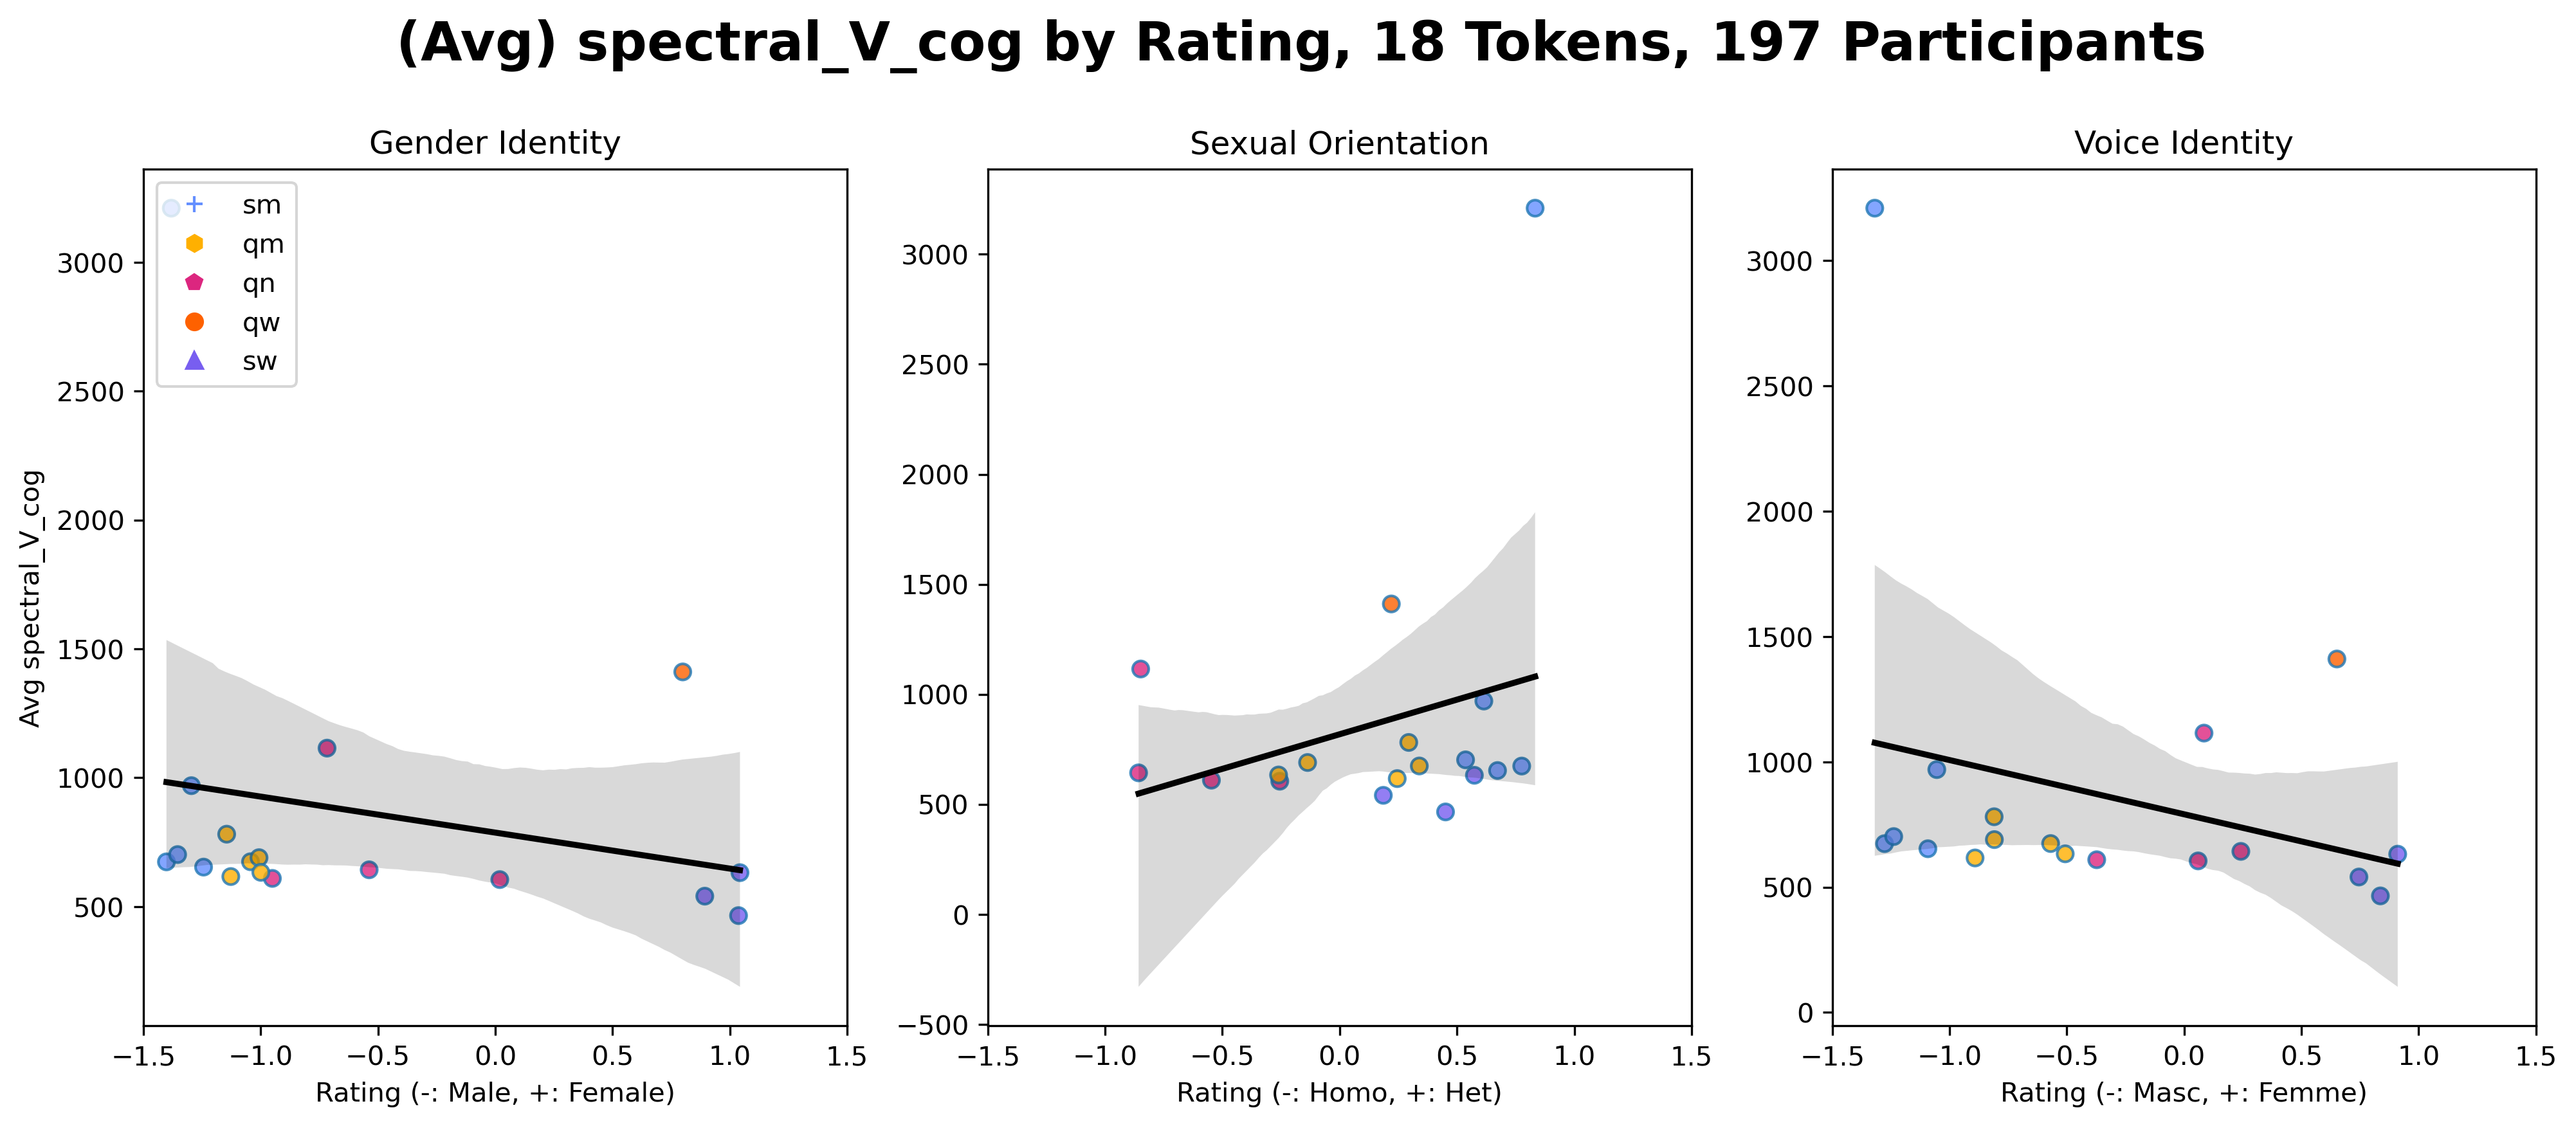 (Avg) spectral_V_cog by Rating, 18 Tokens, 197 Participants
Gender Identity
sm
qm
qn
qw
sw
3000
2500
2000
1500
1000
500
Avg spectral_V_cog
−1.5 −1.0 −0.5 0.0 0.5 1.0 1.5
Rating (-: Male, +: Female)
Sexual Orientation
3000
2500
2000
1500
1000
500
0
−500
−1.5 −1.0 −0.5 0.0 0.5 1.0 1.5
Rating (-: Homo, +: Het)
Voice Identity
3000
2500
2000
1500
1000
500
0
−1.5 −1.0 −0.5 0.0 0.5 1.0 1.5
Rating (-: Masc, +: Femme)